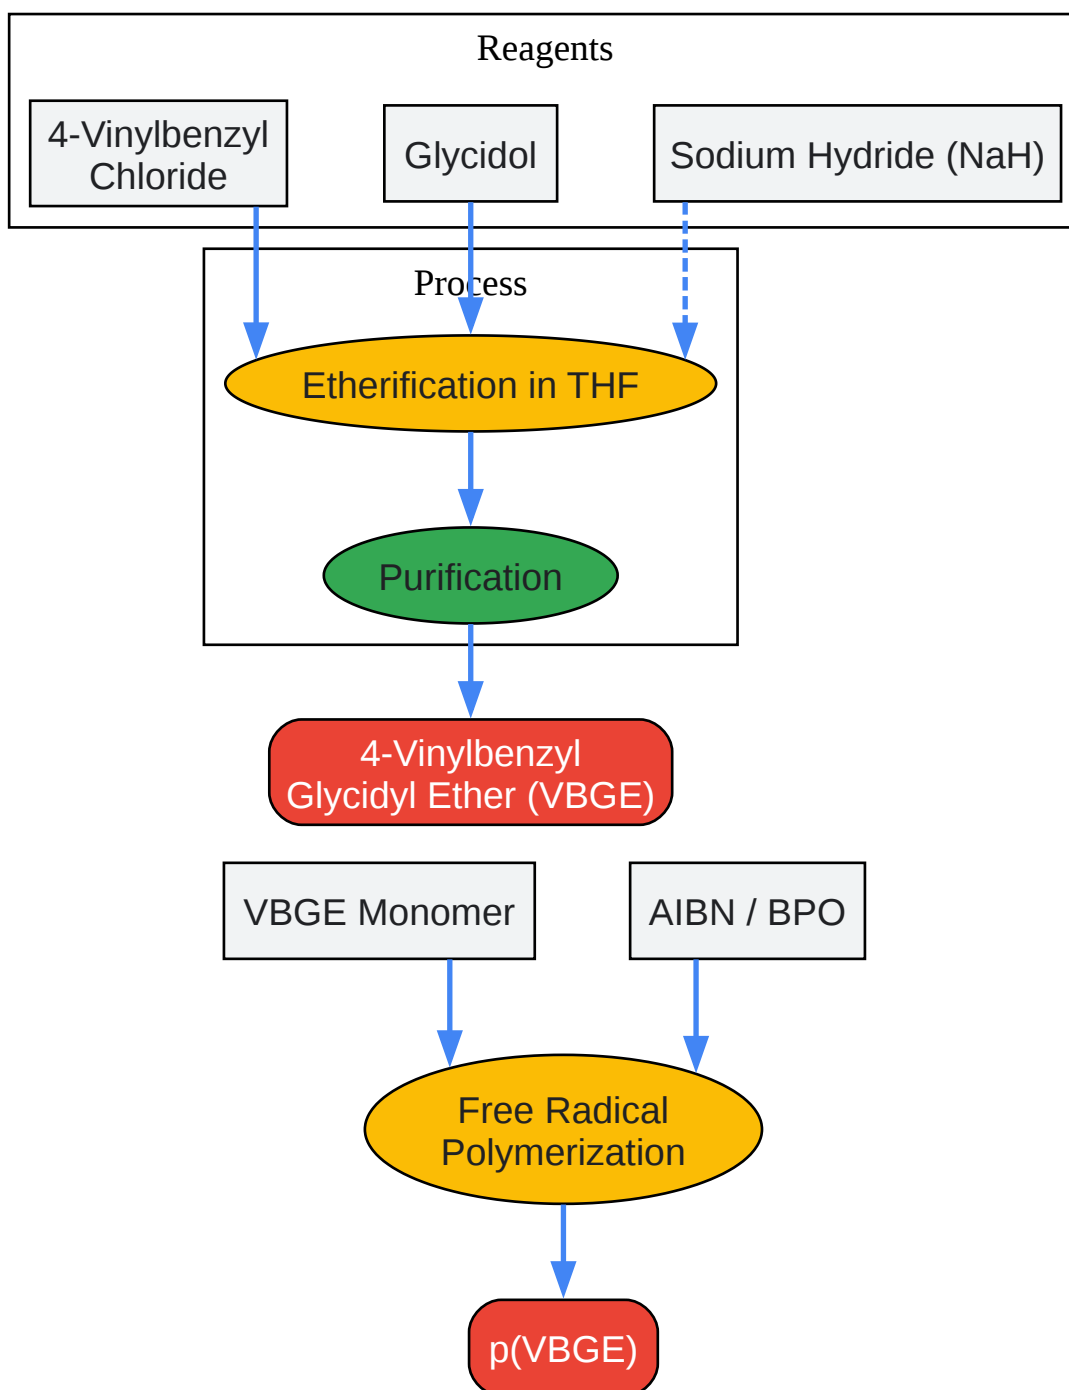 Reagents
4-Vinylbenzyl
Chloride
Glycidol
Sodium Hydride (NaH)
Process
Etherification in THF
Purification
4-Vinylbenzyl
Glycidyl Ether (VBGE)
VBGE Monomer
AIBN / BPO
Free Radical
Polymerization
p(VBGE)